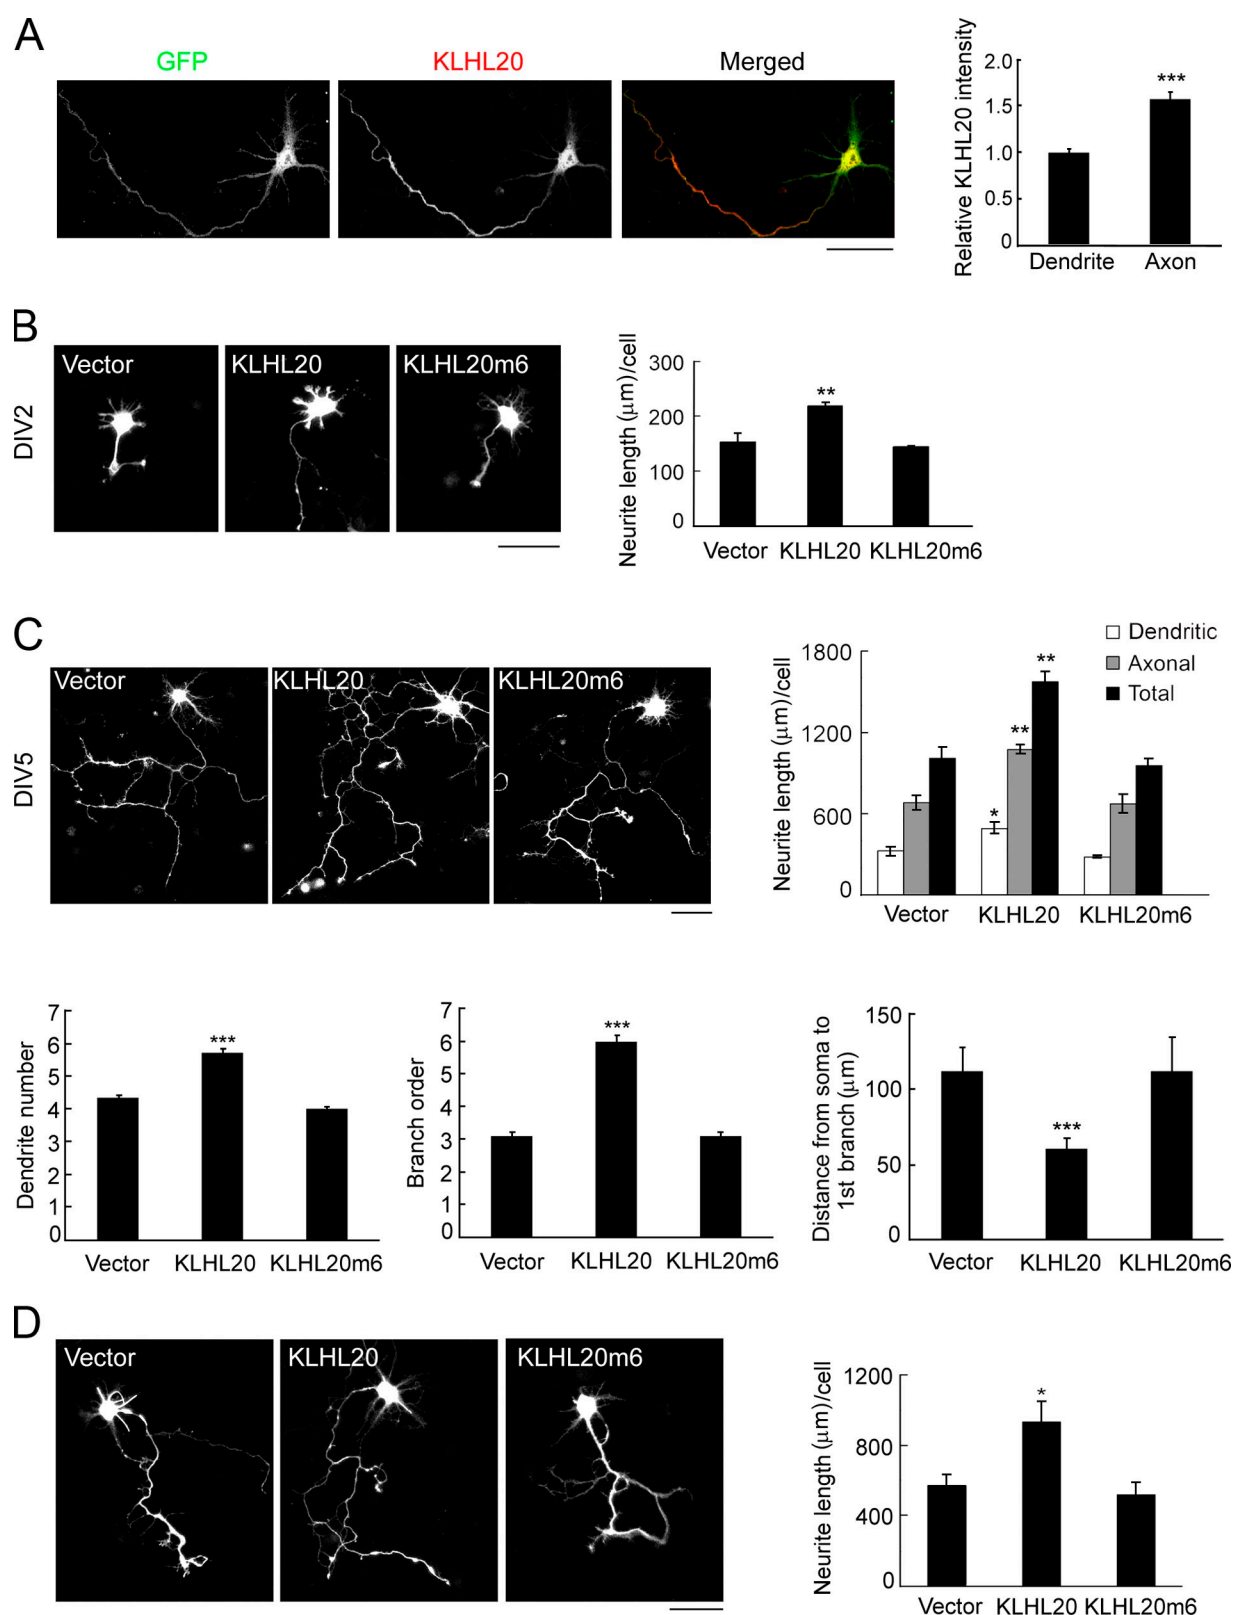 A
GFP
KLHL20
Merged
Relative KLHL20 intensity
2.0
1.5
1.0
0.5
0
***
Dendrite
Axon
B
DIV2
Vector
KLHL20
KLHL20m6
Neurite length (μm)/cell
300
200
100
0
**
Vector
KLHL20
KLHL20m6
C
DIV5
Vector
KLHL20
KLHL20m6
Neurite length (μm)/cell
1800
1200
600
0
*
**
**
Dendritic
Axonal
Total
Vector
KLHL20
KLHL20m6
Dendrite number
7
6
5
4
3
2
1
0
***
Vector
KLHL20
KLHL20m6
Branch order
7
6
5
4
3
2
1
0
***
Vector
KLHL20
KLHL20m6
Distance from soma to
1st branch (μm)
150
100
50
0
***
Vector
KLHL20
KLHL20m6
D
Vector
KLHL20
KLHL20m6
Neurite length (μm)/cell
1200
800
400
0
*
Vector
KLHL20
KLHL20m6